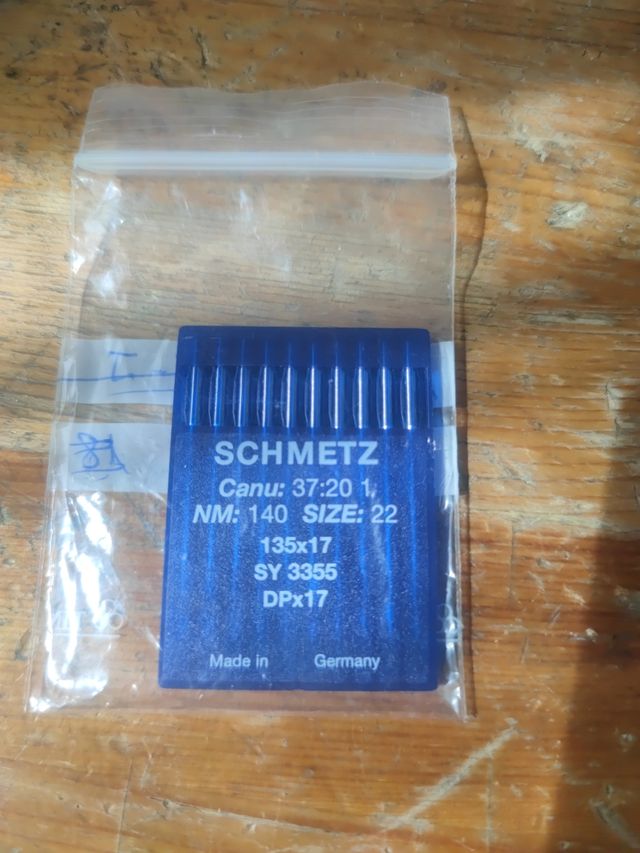 I
SCHMETZ
Canu: 37:20 1
NM: 140 SIZE: 22
135x17
SY 3355
DPx17
Made in Germany